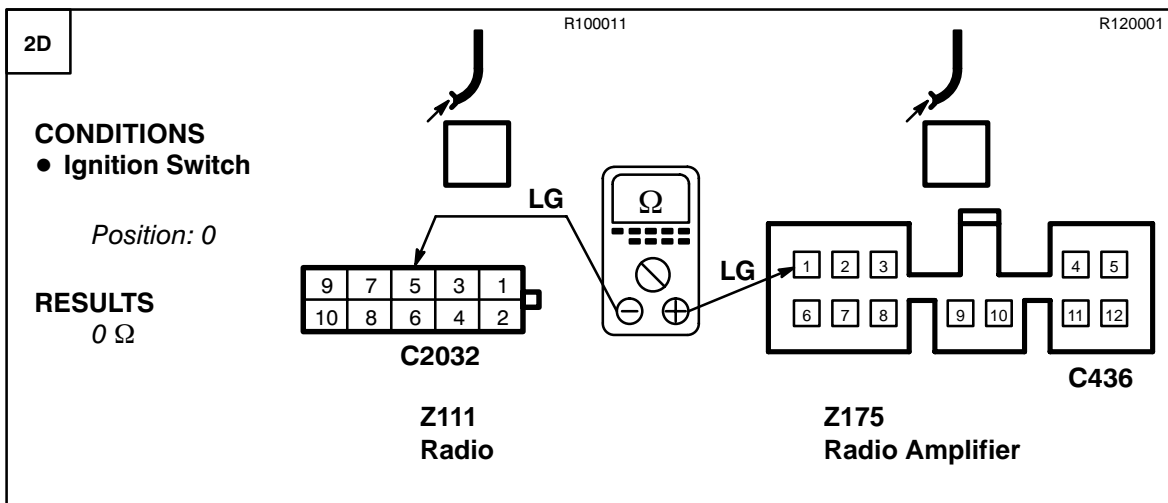 2D
R100011
R120001
CONDITIONS
● Ignition Switch
Position: 0
RESULTS
0 Ω
LG
Ω
LG
− +
9 7 5 3 1
10 8 6 4 2
C2032
Z111
Radio
1 2 3 4 5
6 7 8 9 10 11 12
C436
Z175
Radio Amplifier